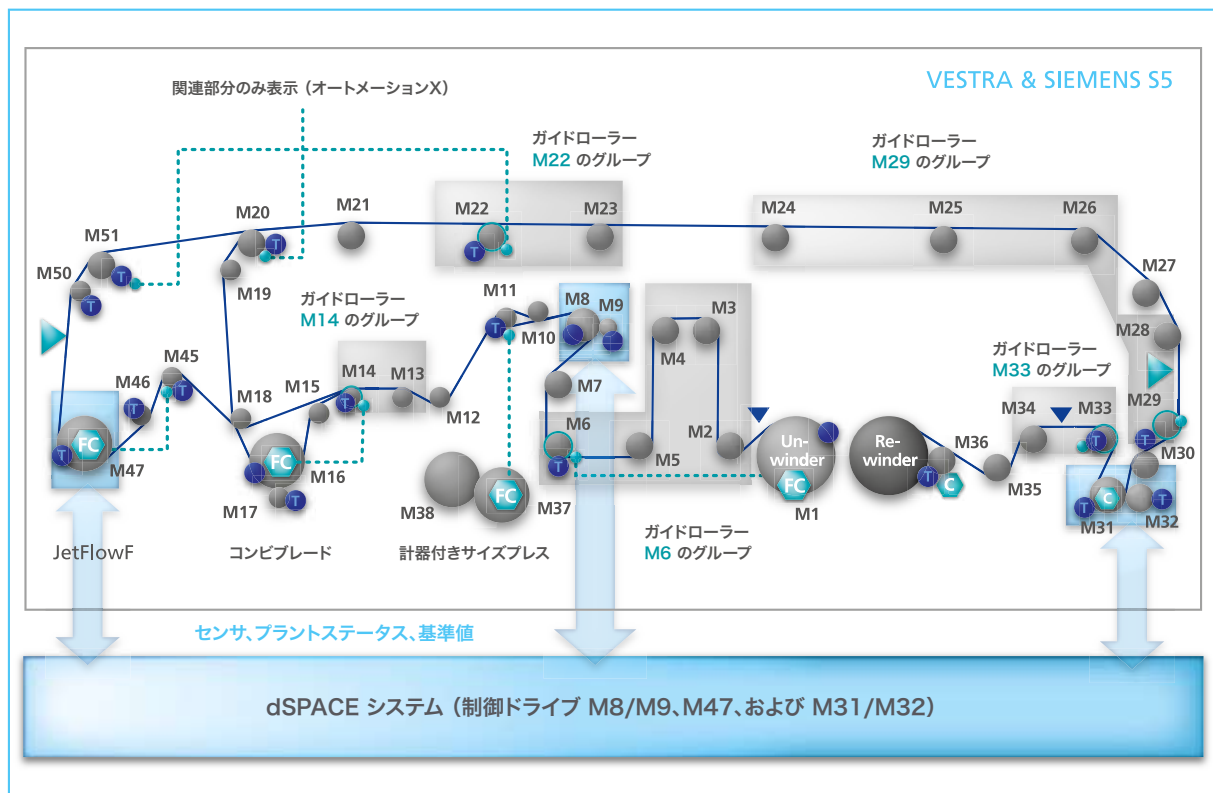 VESTRA & SIEMENS S5
関連部分のみ表示（オートメーションX）
ガイドローラー
M22 のグループ
ガイドローラー
M29 のグループ
M51
M20
M21
M22
M23
M24
M25
M26
M50
T
T
T
T
M19
M27
ガイドローラー
M14 のグループ
M11
M8
M9
M3
M28
T
M10
M4
ガイドローラー
M33 のグループ
M45
M46
T
T
M18
M15
M14
M13
T
M12
M7
M6
M2
M34
M33
T
M29
T
FC
T
M47
FC
M16
M5
T
Un-
winder
FC
M1
Re-
winder
M36
T
C
M35
M30
M17
T
M38
FC
M37
C
T
M31
T
M32
ガイドローラー
M6 のグループ
JetFlowF
コンビブレード
計器付きサイズプレス
センサ、プラントステータス、基準値
dSPACE システム（制御ドライブ M8/M9、M47、および M31/M32）